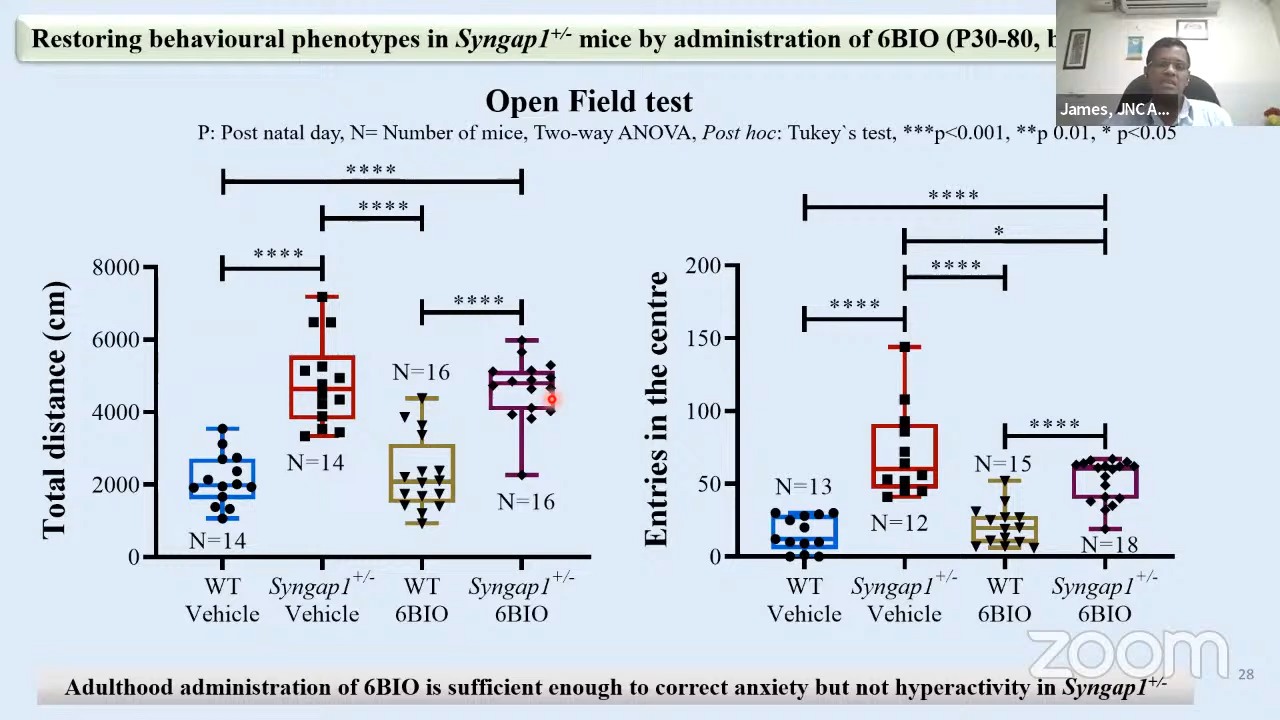 Restoring behavioural phenotypes in Syngap1+/- mice by administration of 6BIO (P30-80,
James, JNCA...
Open Field test
P: Post natal day, N= Number of mice, Two-way ANOVA, Post hoc: Tukey`s test, ***p<0.001, **p 0.01, * p<0.05
****
****
****
****
Total distance (cm)
8000
6000
4000
2000
0
N=14
N=14
N=16
N=16
WT Vehicle
Syngap1+/- Vehicle
WT 6BIO
Syngap1+/- 6BIO
****
*
****
****
****
Entries in the centre
200
150
100
50
0
N=13
N=12
N=15
N=18
WT Vehicle
Syngap1+/- Vehicle
WT 6BIO
Syngap1+/- 6BIO
zoom
28
Adulthood administration of 6BIO is sufficient enough to correct anxiety but not hyperactivity in Syngap1+/-